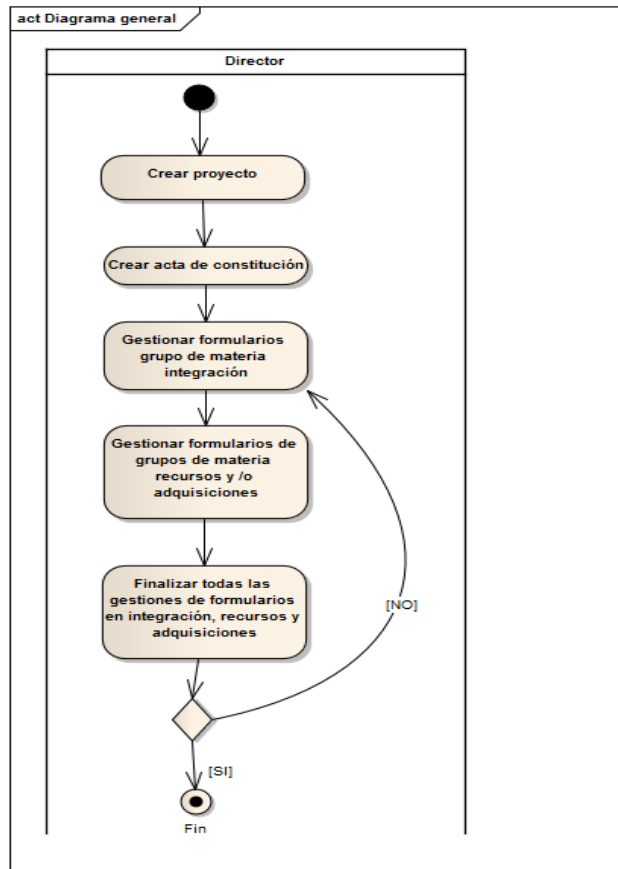 act Diagrama general
Director
Crear proyecto
Crear acta de constitución
Gestionar formularios
grupo de materia
integración
Gestionar formularios de
grupos de materia
recursos y /o
adquisiciones
Finalizar todas las
gestiones de formularios
en integración, recursos y
adquisiciones
[NO]
[SI]
Fin